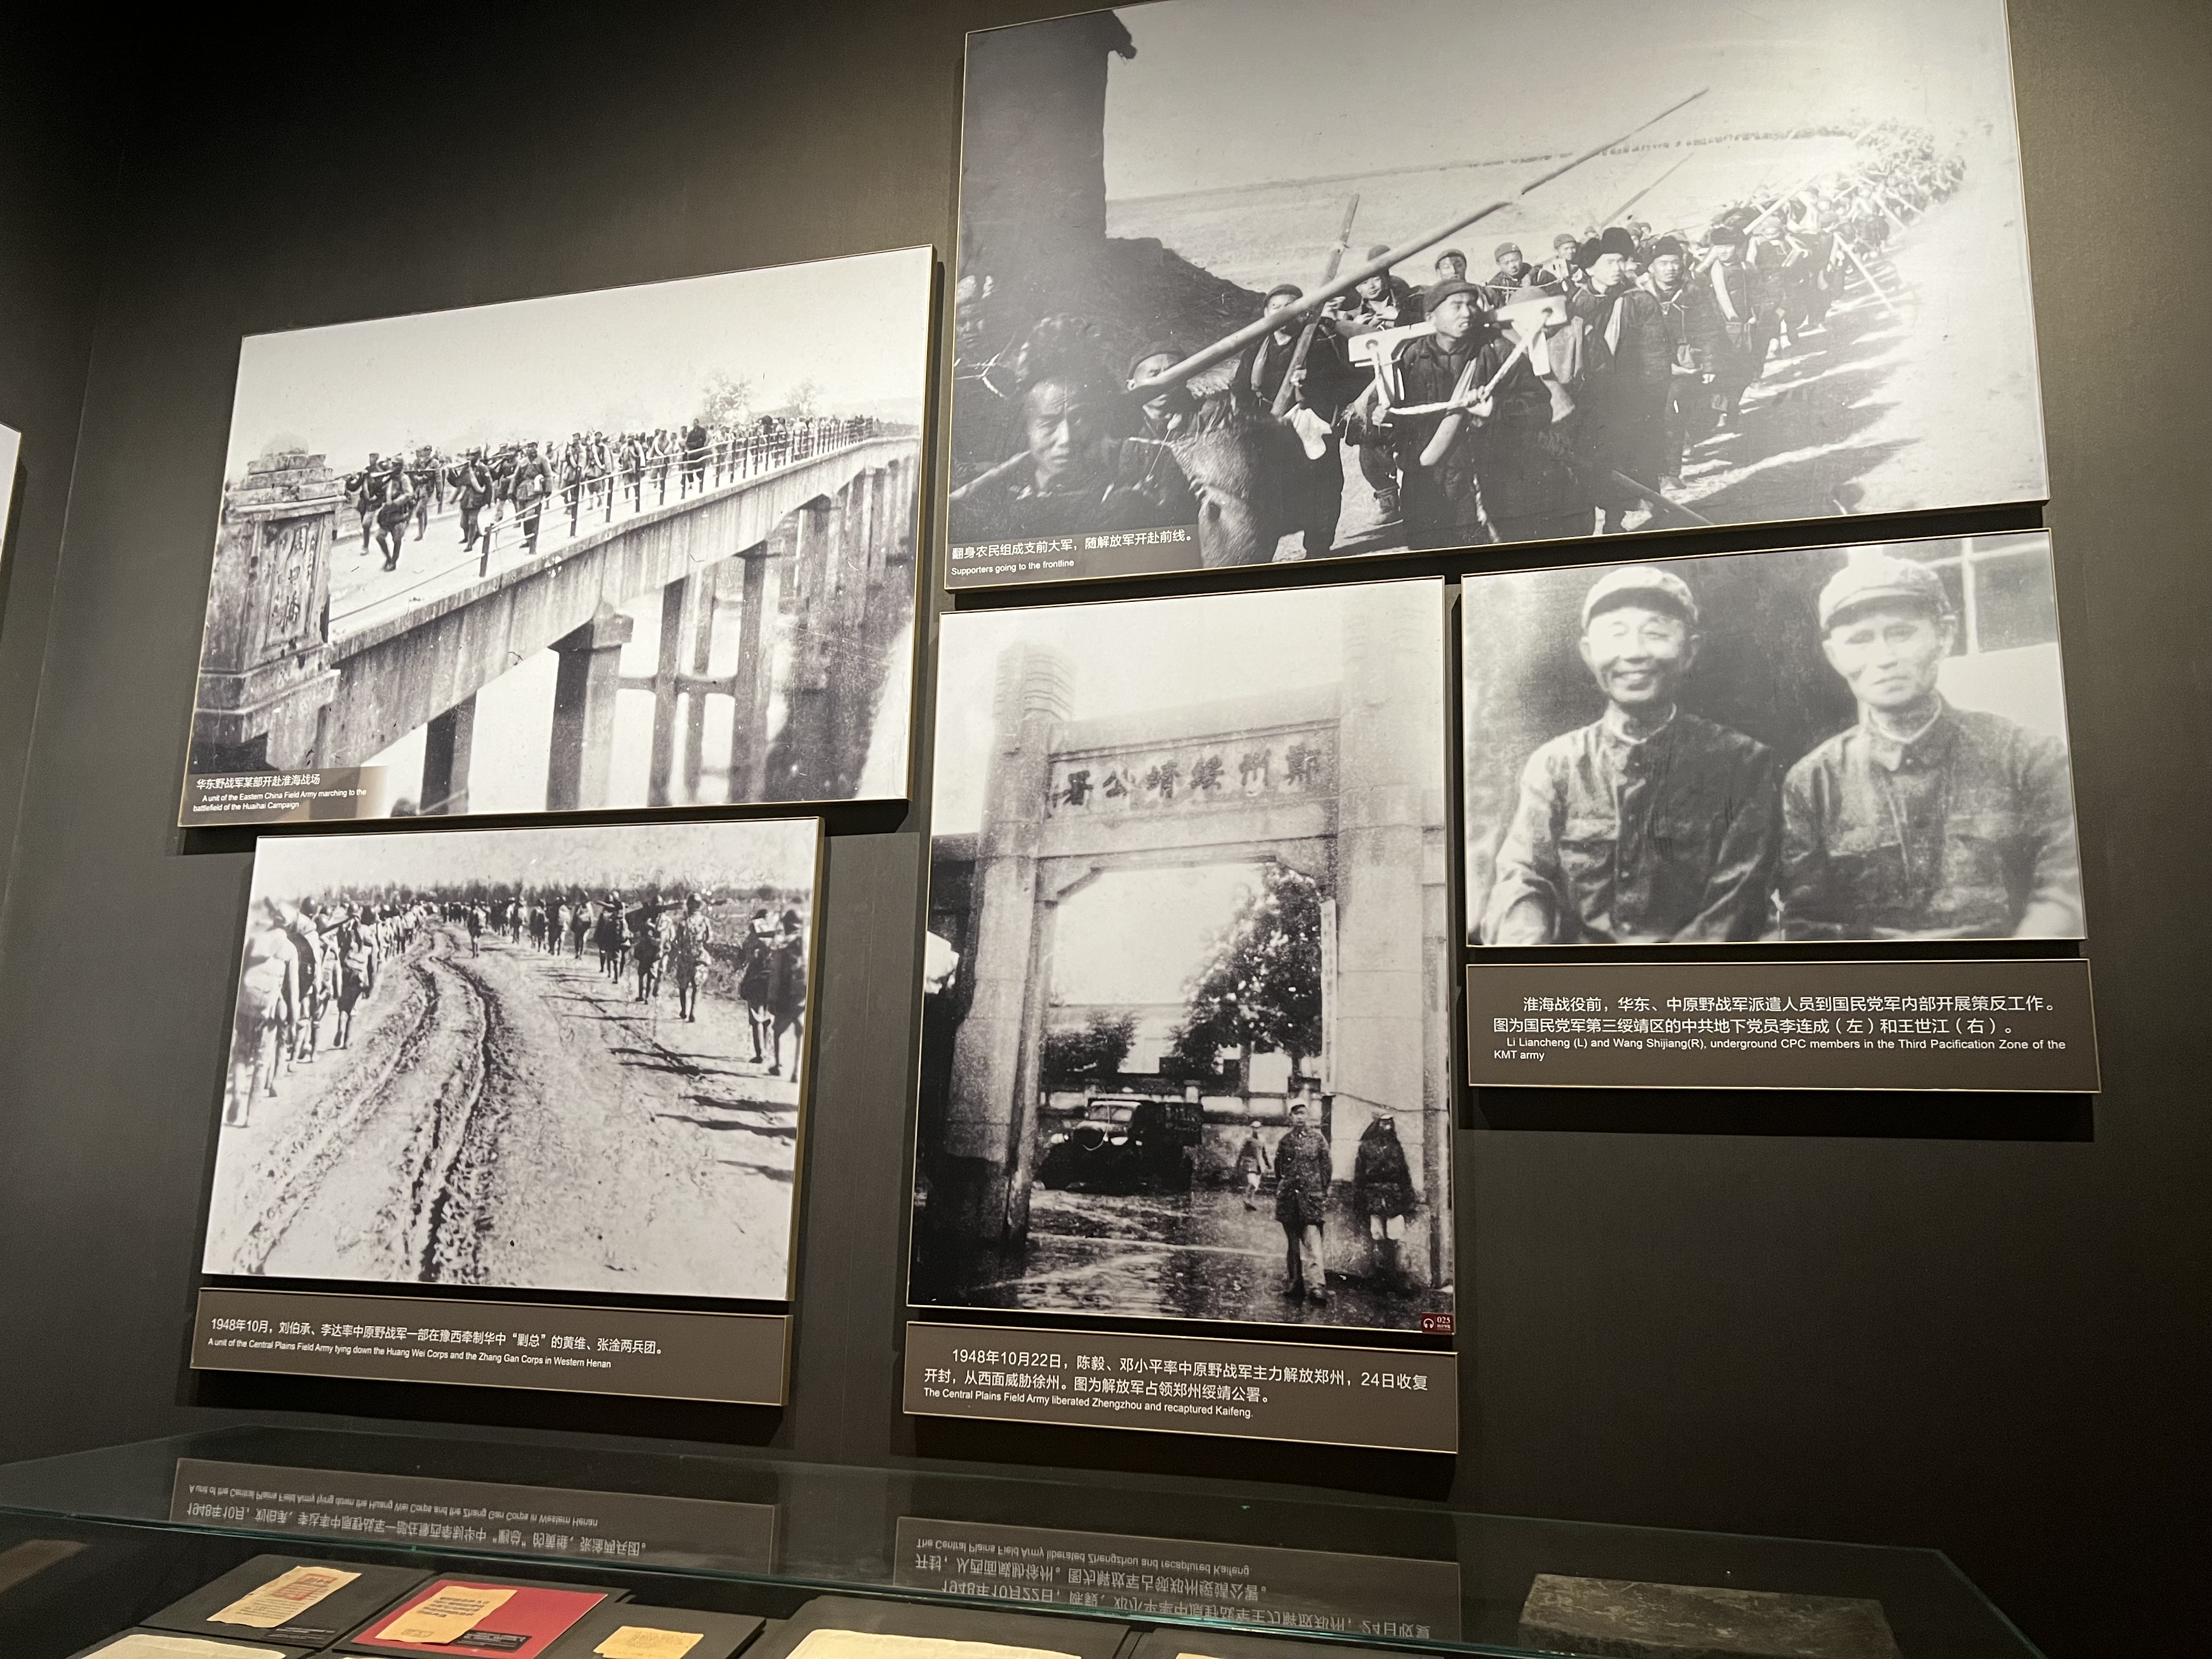 翻身农民组成支前大军，随解放军开赴前线。
Supporters going to the frontline
华东野战军某部开赴淮海战场
A unit of the Eastern China Field Army marching to the
battlefield of the Huaihai Campaign
鄭州綏靖公署
淮海战役前，华东、中原野战军派遣人员到国民党军内部开展策反工作。
图为国民党军第三绥靖区的中共地下党员李连成（左）和王世江（右）。
Li Liancheng (L) and Wang Shijiang(R), underground CPC members in the Third Pacification Zone of the
KMT army
1948年10月，刘伯承、李达率中原野战军一部在豫西牵制华中“剿总”的黄维、张淦两兵团。
A unit of the Central Plains Field Army tying down the Huang Wei Corps and the Zhang Gan Corps in Western Henan
025
1948年10月22日，陈毅、邓小平率中原野战军主力解放郑州，24日收复
开封，从西面威胁徐州。图为解放军占领郑州绥靖公署。
The Central Plains Field Army liberated Zhengzhou and recaptured Kaifeng.